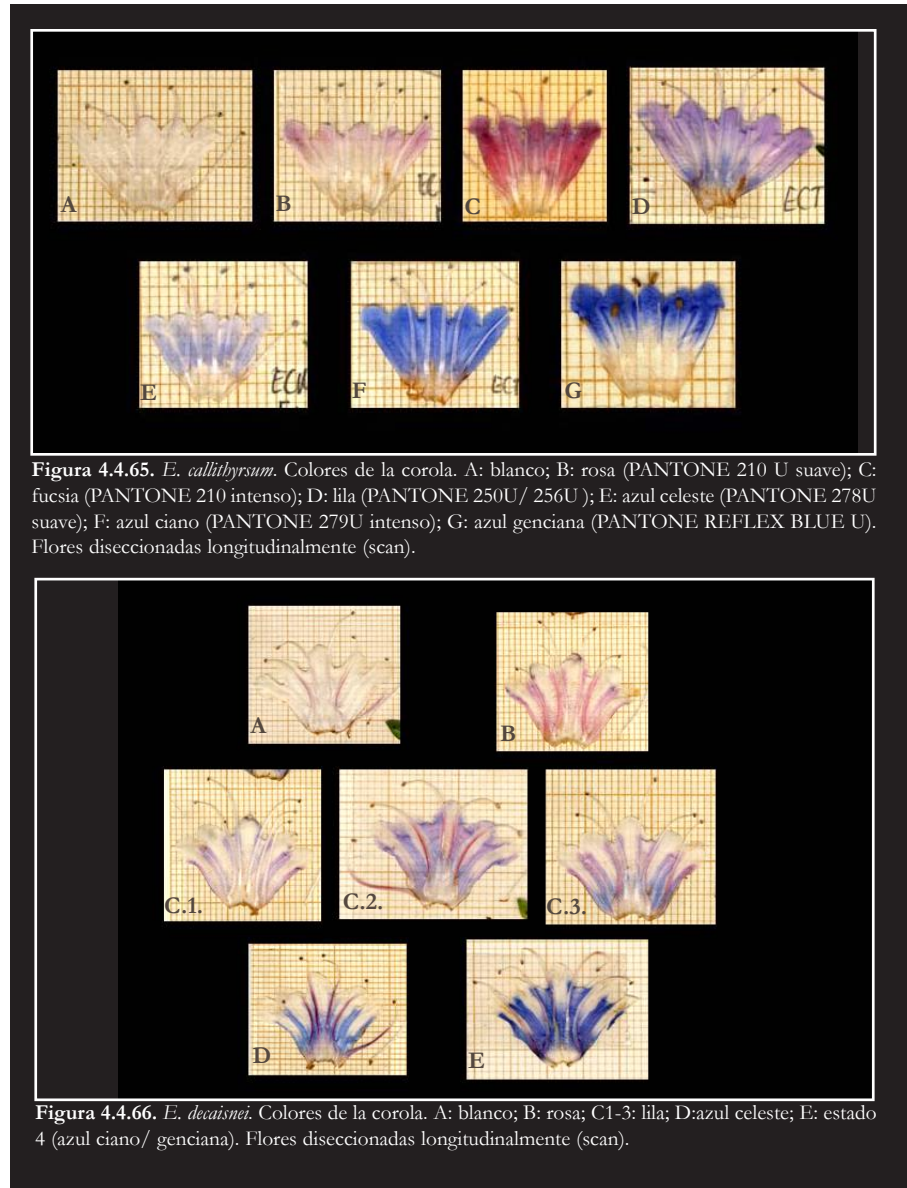 A
B
C
D
ECT
E
F
ECT
G
Figura 4.4.65. E. callithyrsum. Colores de la corola. A: blanco; B: rosa (PANTONE 210 U suave); C:
fucsia (PANTONE 210 intenso); D: lila (PANTONE 250U/ 256U ); E: azul celeste (PANTONE 278U
suave); F: azul ciano (PANTONE 279U intenso); G: azul genciana (PANTONE REFLEX BLUE U).
Flores diseccionadas longitudinalmente (scan).
A
B
C.1.
C.2.
C.3.
D
E
Figura 4.4.66. E. decaisnei. Colores de la corola. A: blanco; B: rosa; C1-3: lila; D:azul celeste; E: estado
4 (azul ciano/ genciana). Flores diseccionadas longitudinalmente (scan).